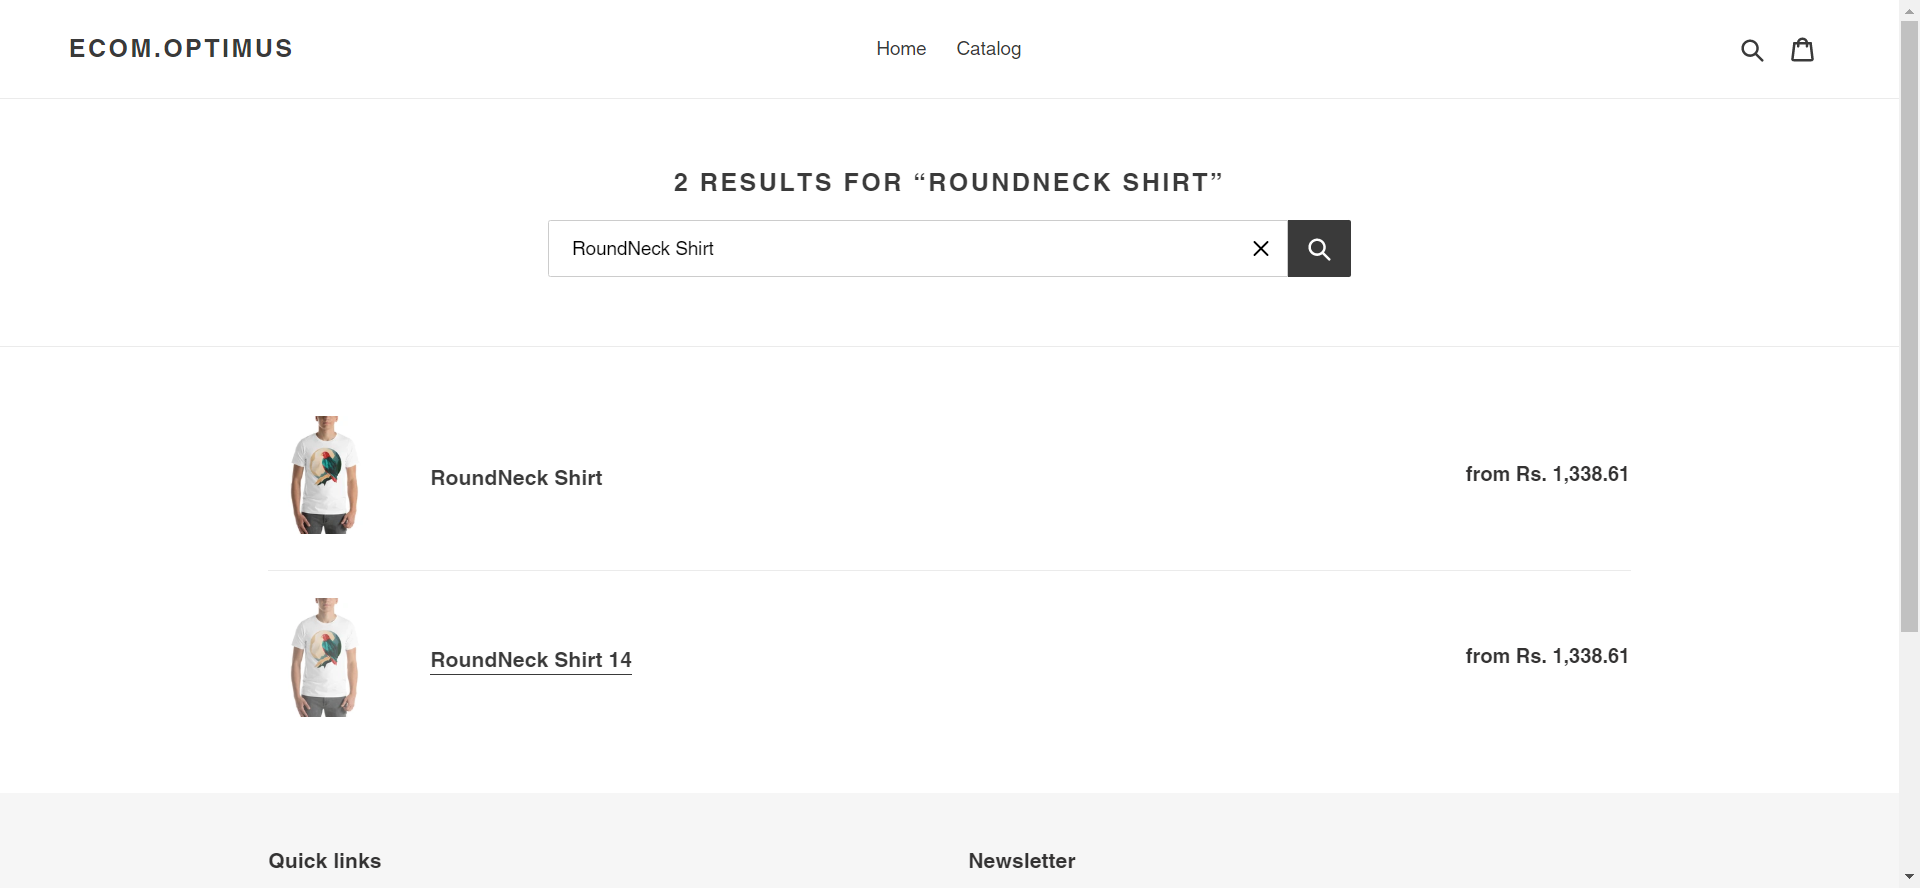 ECOM.OPTIMUS
Home Catalog
2 RESULTS FOR “ROUNDNECK SHIRT”
RoundNeck Shirt
RoundNeck Shirt from Rs. 1,338.61
RoundNeck Shirt 14 from Rs. 1,338.61
Quick links Newsletter